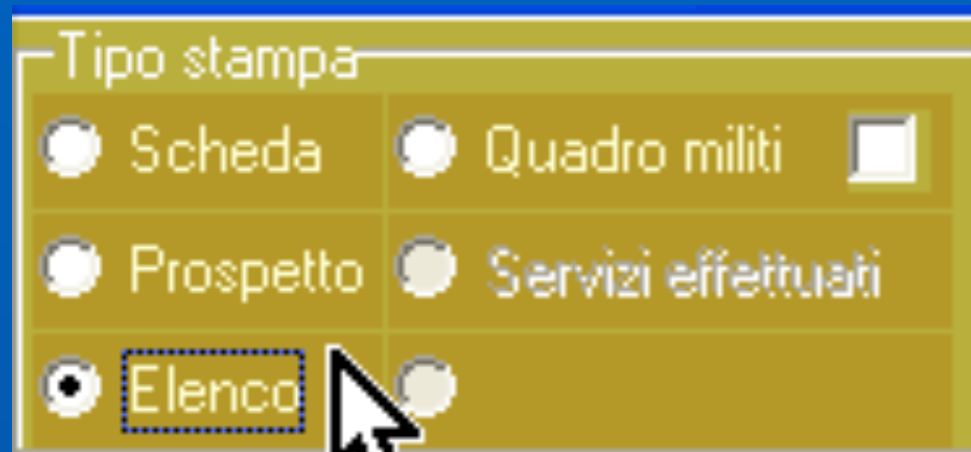 Tipo stampa
Scheda Quadro militi
Prospetto Servizi effettuati
Elenco